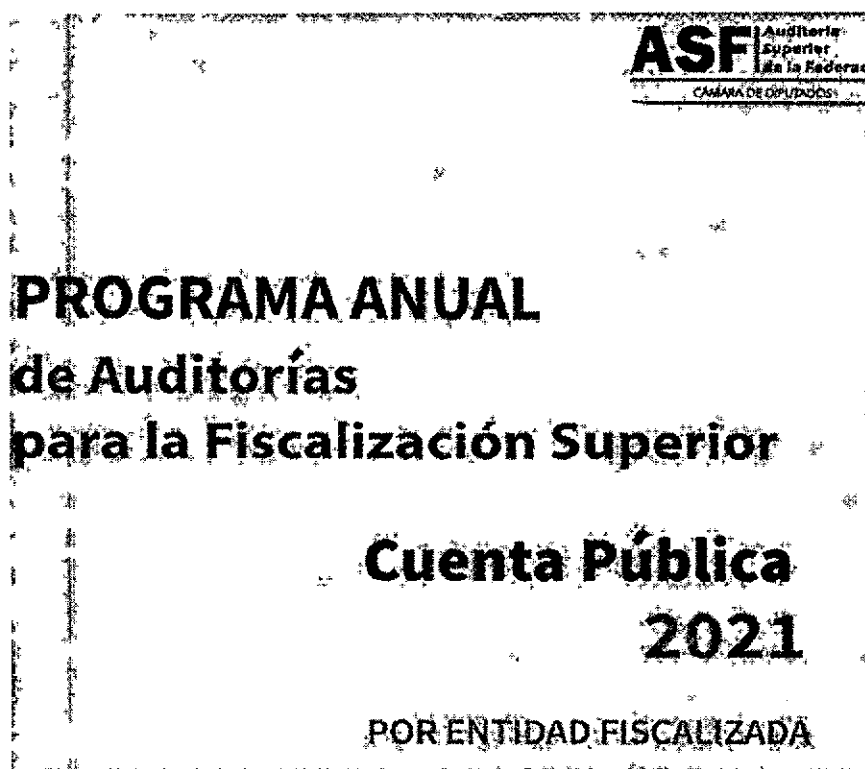 ASF
Auditoría
Superior
de la Federac
CÁMARA DE DIPUTADOS
PROGRAMA ANUAL
de Auditorías
para la Fiscalización Superior
Cuenta Pública
2021
POR ENTIDAD FISCALIZADA